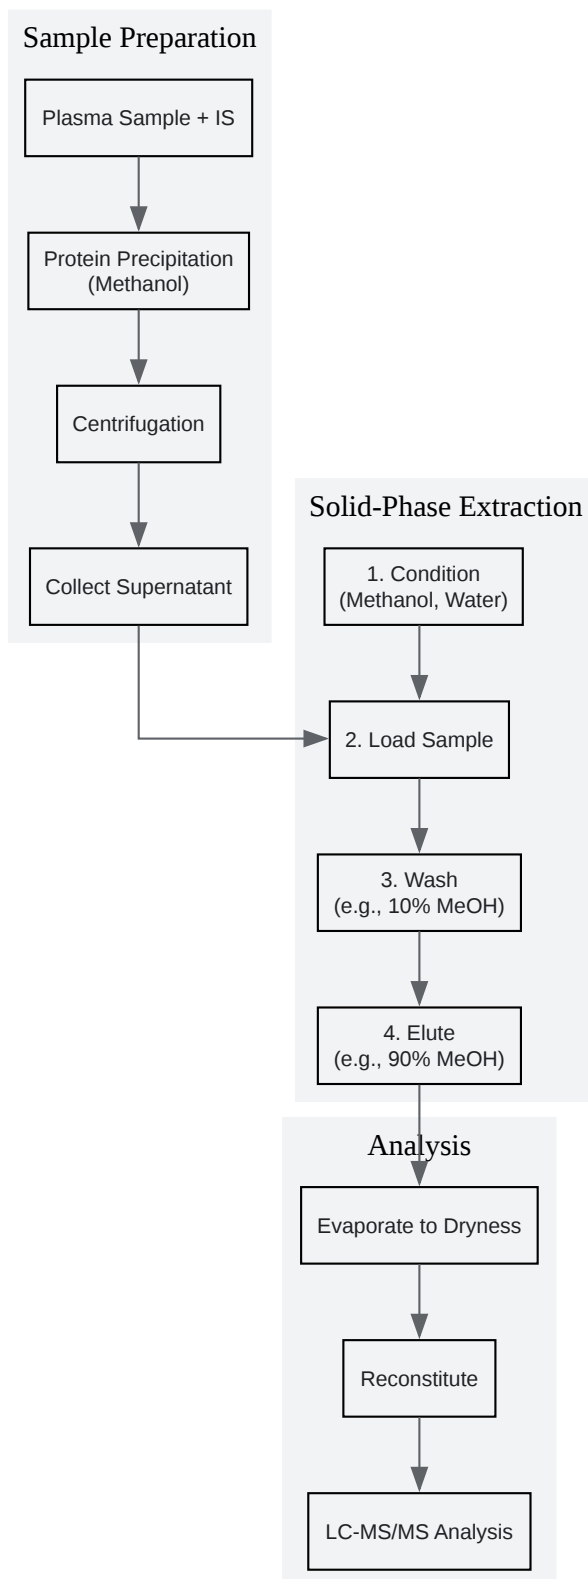 Sample Preparation
Plasma Sample + IS
Protein Precipitation
(Methanol)
Centrifugation
Collect Supernatant
Solid-Phase Extraction
1. Condition
(Methanol, Water)
2. Load Sample
3. Wash
(e.g., 10% MeOH)
4. Elute
(e.g., 90% MeOH)
Analysis
Evaporate to Dryness
Reconstitute
LC-MS/MS Analysis